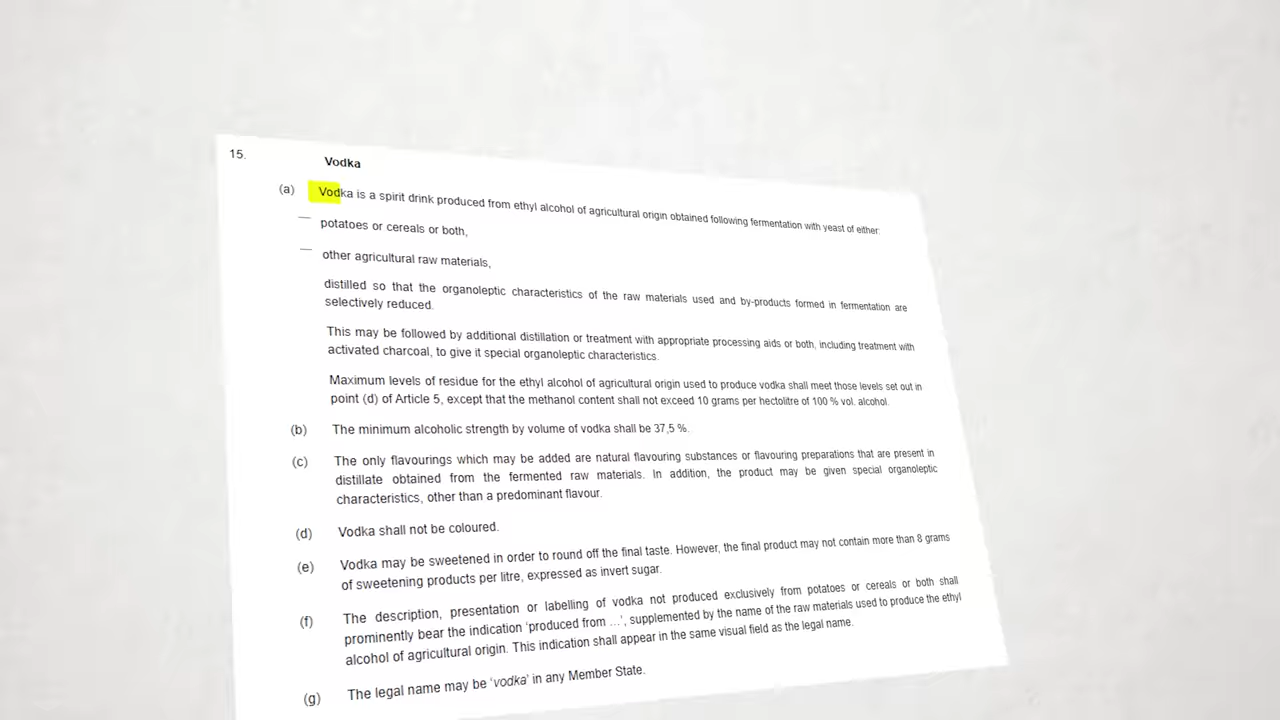 15.
Vodka
(a) Vodka is a spirit drink produced from ethyl alcohol of agricultural origin obtained following fermentation with yeast of either:
— potatoes or cereals or both,
— other agricultural raw materials,
distilled so that the organoleptic characteristics of the raw materials used and by-products formed in fermentation are
selectively reduced.
This may be followed by additional distillation or treatment with appropriate processing aids or both, including treatment with
activated charcoal, to give it special organoleptic characteristics.
Maximum levels of residue for the ethyl alcohol of agricultural origin used to produce vodka shall meet those levels set out in
point (d) of Article 5, except that the methanol content shall not exceed 10 grams per hectolitre of 100 % vol. alcohol.
(b) The minimum alcoholic strength by volume of vodka shall be 37,5 %.
(c) The only flavourings which may be added are natural flavouring substances or flavouring preparations that are present in
distillate obtained from the fermented raw materials. In addition, the product may be given special organoleptic
characteristics, other than a predominant flavour.
(d) Vodka shall not be coloured.
(e) Vodka may be sweetened in order to round off the final taste. However, the final product may not contain more than 8 grams
of sweetening products per litre, expressed as invert sugar.
(f) The description, presentation or labelling of vodka not produced exclusively from potatoes or cereals or both shall
prominently bear the indication ‘produced from ...’, supplemented by the name of the raw materials used to produce the ethyl
alcohol of agricultural origin. This indication shall appear in the same visual field as the legal name.
(g) The legal name may be ‘vodka’ in any Member State.